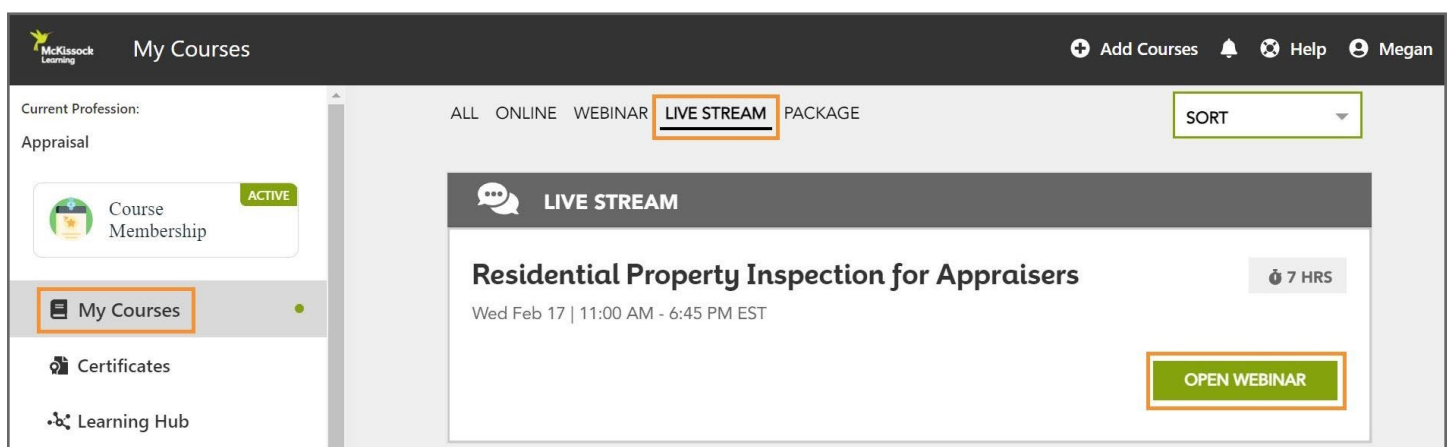 McKissock
Learning
My Courses
Add Courses
Help
Megan
Current Profession:
Appraisal
ACTIVE
Course
Membership
My Courses
Certificates
Learning Hub
ALL ONLINE WEBINAR LIVE STREAM PACKAGE
SORT
LIVE STREAM
Residential Property Inspection for Appraisers
7 HRS
Wed Feb 17 | 11:00 AM - 6:45 PM EST
OPEN WEBINAR